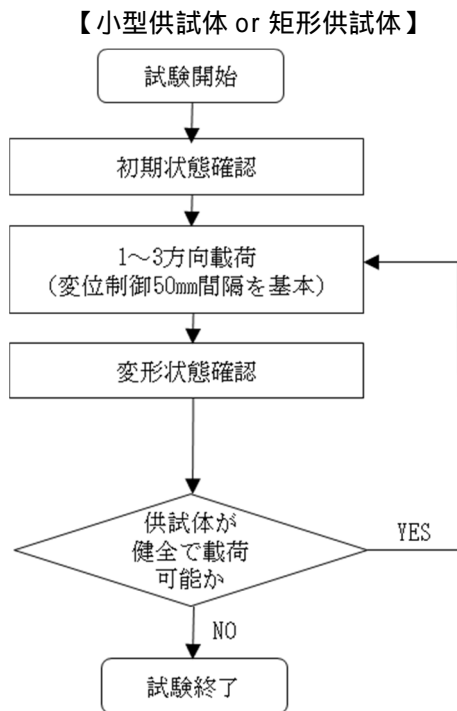 【小型供試体 or 矩形供試体】
試験開始
初期状態確認
1～3方向載荷
(変位制御50mm間隔を基本)
変形状態確認
供試体が
健全で載荷
可能か
YES
NO
試験終了